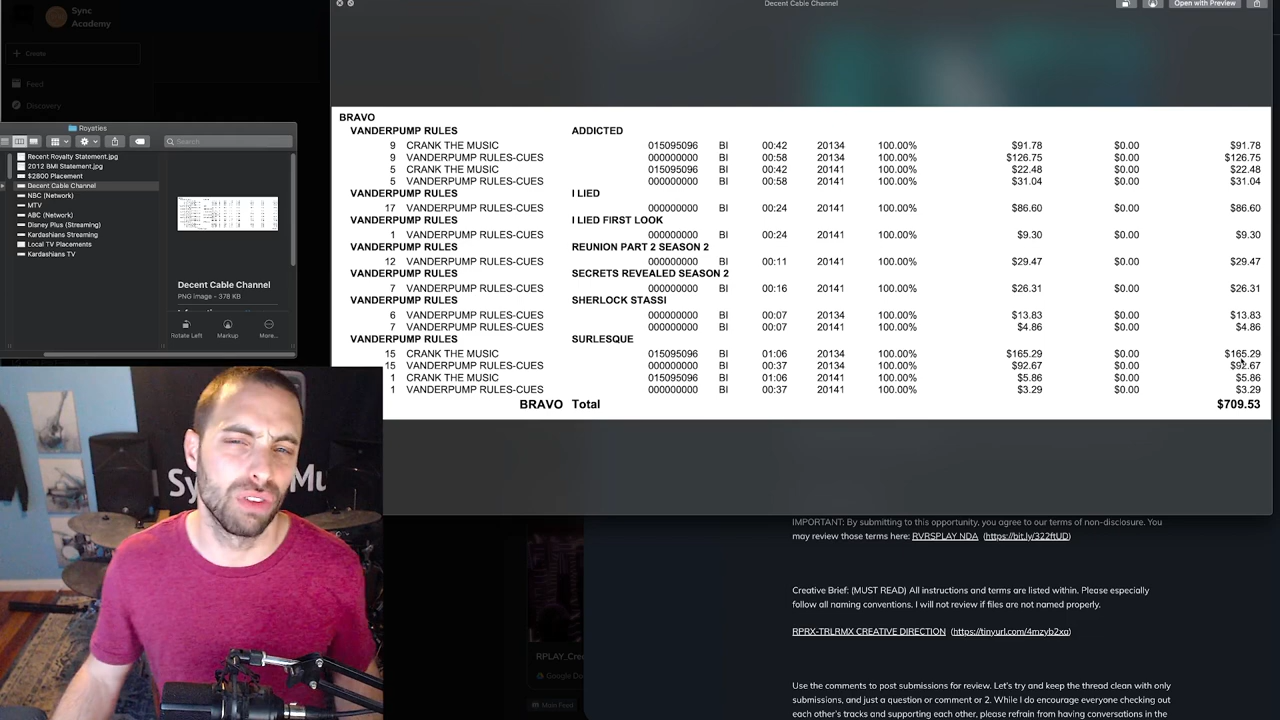 Sync
Academy
Create
Feed
Discovery
Decent Cable Channel
Open with Preview
Royaties
Search
Recent Royalty Statement.jpg
2012 BMI Statement.jpg
$2800 Placement
Decent Cable Channel
NBC (Network)
MTV
ABC (Network)
Disney Plus (Streaming)
Kardashians Streaming
Local TV Placements
Kardashians TV
Decent Cable Channel
PNG image - 378 KB
Rotate Left Markup More...
BRAVO
VANDERPUMP RULES ADDICTED
9 CRANK THE MUSIC 015095096 BI 00:42 20134 100.00% $91.78 $0.00 $91.78
9 VANDERPUMP RULES-CUES 000000000 BI 00:58 20134 100.00% $126.75 $0.00 $126.75
5 CRANK THE MUSIC 015095096 BI 00:42 20141 100.00% $22.48 $0.00 $22.48
5 VANDERPUMP RULES-CUES 000000000 BI 00:58 20141 100.00% $31.04 $0.00 $31.04
VANDERPUMP RULES I LIED
17 VANDERPUMP RULES-CUES 000000000 BI 00:24 20141 100.00% $86.60 $0.00 $86.60
VANDERPUMP RULES I LIED FIRST LOOK
1 VANDERPUMP RULES-CUES 000000000 BI 00:24 20141 100.00% $9.30 $0.00 $9.30
VANDERPUMP RULES REUNION PART 2 SEASON 2
12 VANDERPUMP RULES-CUES 000000000 BI 00:11 20141 100.00% $29.47 $0.00 $29.47
VANDERPUMP RULES SECRETS REVEALED SEASON 2
7 VANDERPUMP RULES-CUES 000000000 BI 00:16 20141 100.00% $26.31 $0.00 $26.31
VANDERPUMP RULES SHERLOCK STASSI
6 VANDERPUMP RULES-CUES 000000000 BI 00:07 20134 100.00% $13.83 $0.00 $13.83
7 VANDERPUMP RULES-CUES 000000000 BI 00:07 20141 100.00% $4.86 $0.00 $4.86
VANDERPUMP RULES SURLESQUE
15 CRANK THE MUSIC 015095096 BI 01:06 20134 100.00% $165.29 $0.00 $165.29
15 VANDERPUMP RULES-CUES 000000000 BI 00:37 20134 100.00% $92.67 $0.00 $92.67
1 CRANK THE MUSIC 015095096 BI 01:06 20141 100.00% $5.86 $0.00 $5.86
1 VANDERPUMP RULES-CUES 000000000 BI 00:37 20141 100.00% $3.29 $0.00 $3.29
BRAVO Total $709.53
IMPORTANT: By submitting to this opportunity, you agree to our terms of non-disclosure. You
may review those terms here: RVRSPLAY NDA (https://bit.ly/322ftUD)
Creative Brief: (MUST READ) All instructions and terms are listed within. Please especially
follow all naming conventions. I will not review if files are not named properly.
RPRX-TRLRMX CREATIVE DIRECTION (https://tinyurl.com/4mzyb2xq)
Use the comments to post submissions for review. Let's try and keep the thread clean with only
submissions, and just a question or comment or 2. While I do encourage everyone checking out
each other's tracks and supporting each other, please refrain from having conversations in the
RPLAY_Crea
Google Do
Main Feed